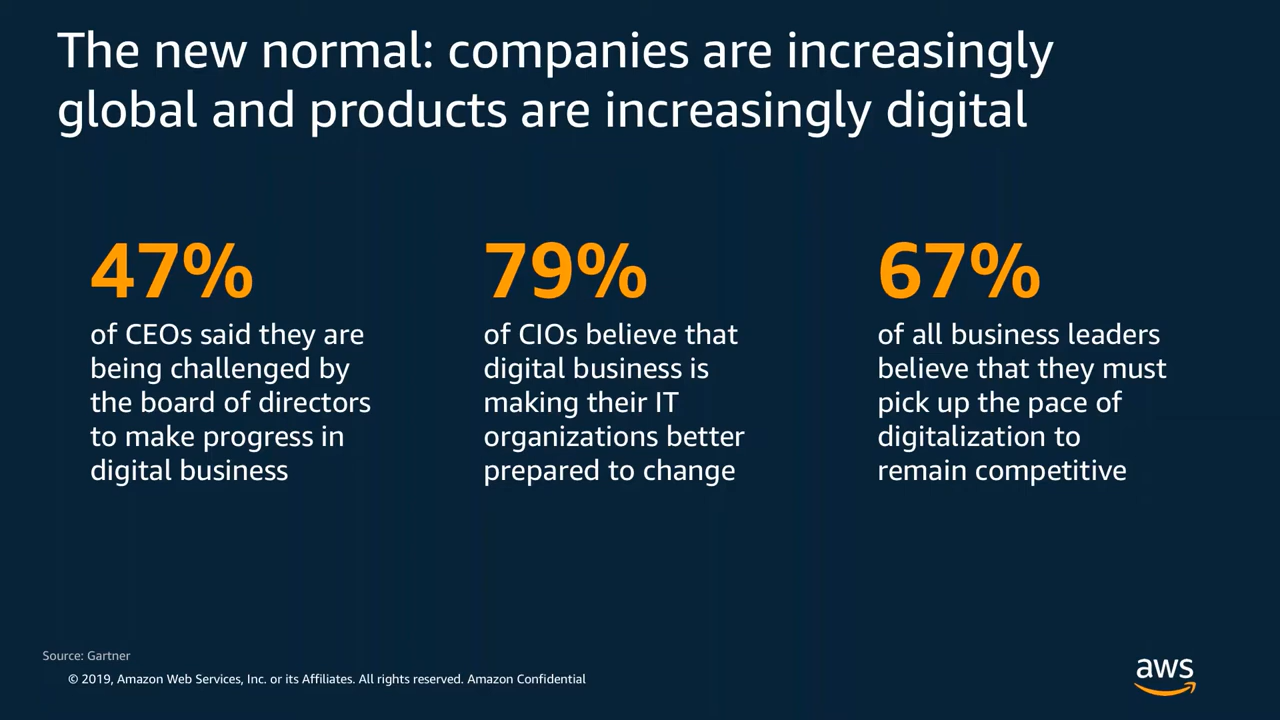 The new normal: companies are increasingly
global and products are increasingly digital
47%
of CEOs said they are
being challenged by
the board of directors
to make progress in
digital business
79%
of CIOs believe that
digital business is
making their IT
organizations better
prepared to change
67%
of all business leaders
believe that they must
pick up the pace of
digitalization to
remain competitive
Source: Gartner
© 2019, Amazon Web Services, Inc. or its Affiliates. All rights reserved. Amazon Confidential
aws